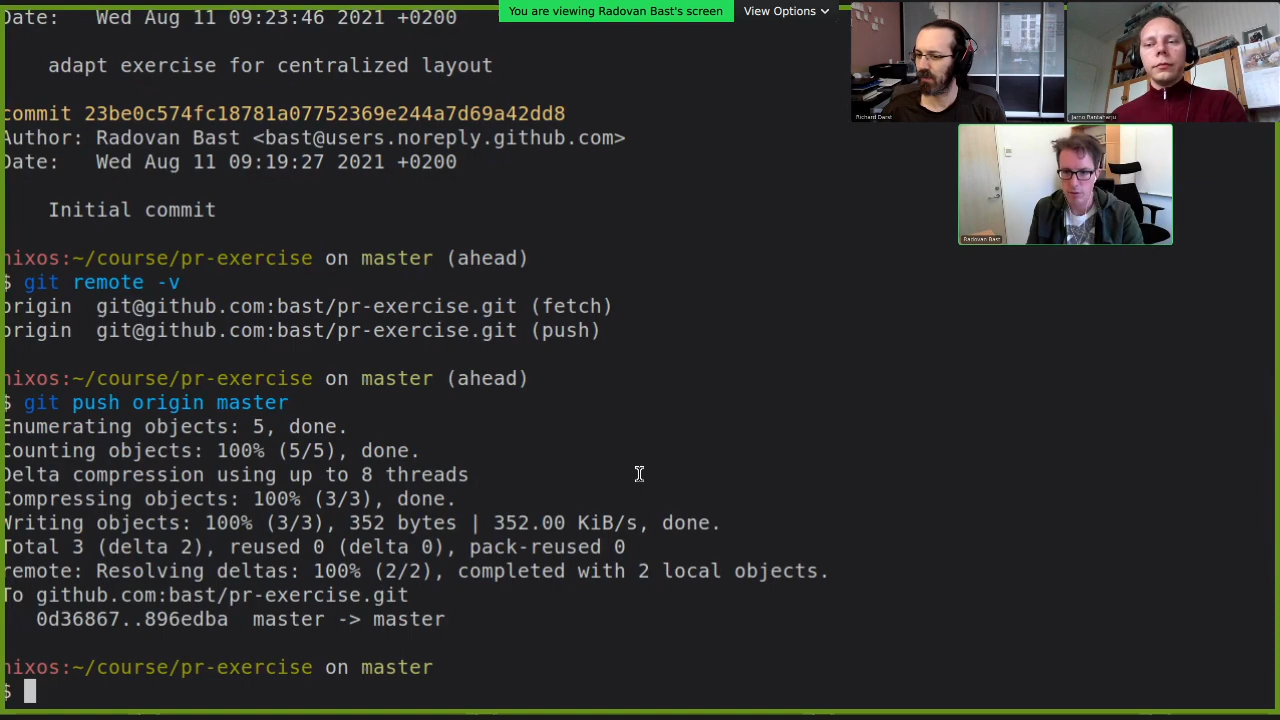 You are viewing Radovan Bast's screen
View Options
Date:   Wed Aug 11 09:23:46 2021 +0200
adapt exercise for centralized layout
commit 23be0c574fc18781a07752369e244a7d69a42dd8
Author: Radovan Bast <bast@users.noreply.github.com>
Date:   Wed Aug 11 09:19:27 2021 +0200
Initial commit
nixos:~/course/pr-exercise on master (ahead)
$ git remote -v
origin  git@github.com:bast/pr-exercise.git (fetch)
origin  git@github.com:bast/pr-exercise.git (push)
nixos:~/course/pr-exercise on master (ahead)
$ git push origin master
Enumerating objects: 5, done.
Counting objects: 100% (5/5), done.
Delta compression using up to 8 threads
Compressing objects: 100% (3/3), done.
Writing objects: 100% (3/3), 352 bytes | 352.00 KiB/s, done.
Total 3 (delta 2), reused 0 (delta 0), pack-reused 0
remote: Resolving deltas: 100% (2/2), completed with 2 local objects.
To github.com:bast/pr-exercise.git
0d36867..896edba  master -> master
nixos:~/course/pr-exercise on master
$
Richard Darst
Jarno Rantaharju
Radovan Bast